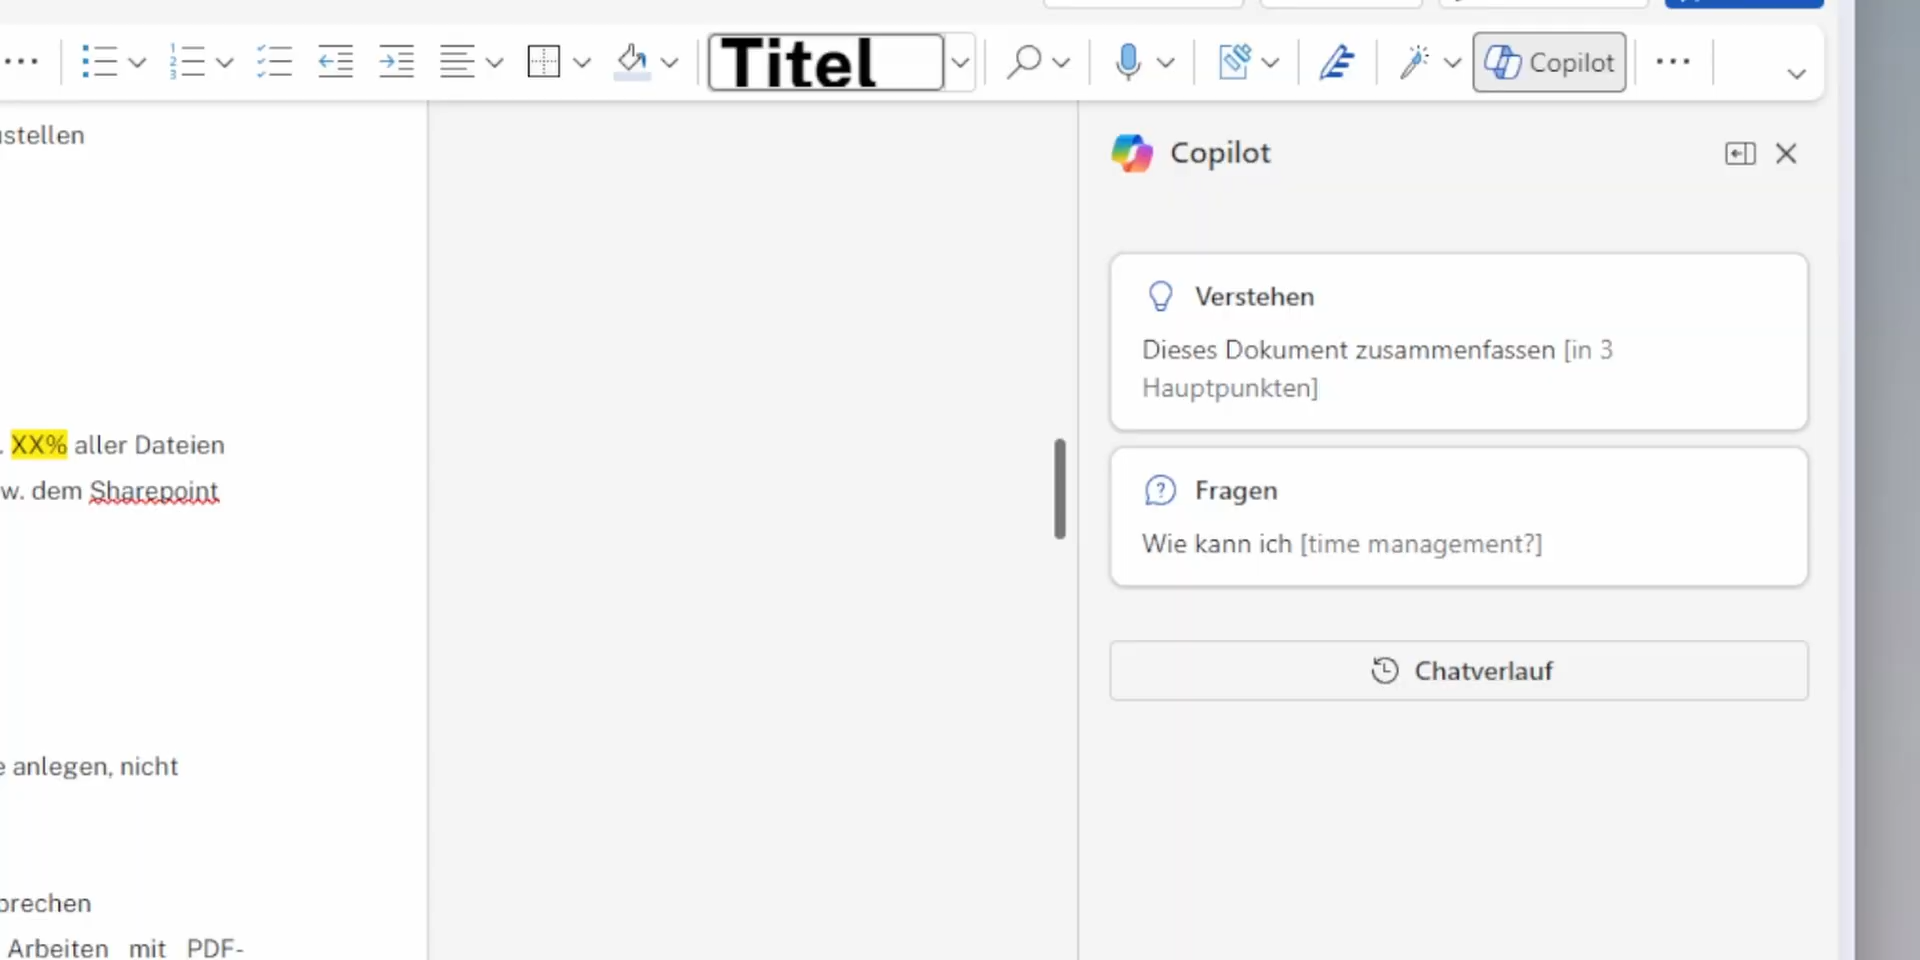 Titel
Copilot
stellen
Copilot
Verstehen
Dieses Dokument zusammenfassen [in 3
Hauptpunkten]
. XX% aller Dateien
w. dem Sharepoint
Fragen
Wie kann ich [time management?]
Chatverlauf
e anlegen, nicht
prechen
Arbeiten mit PDF-